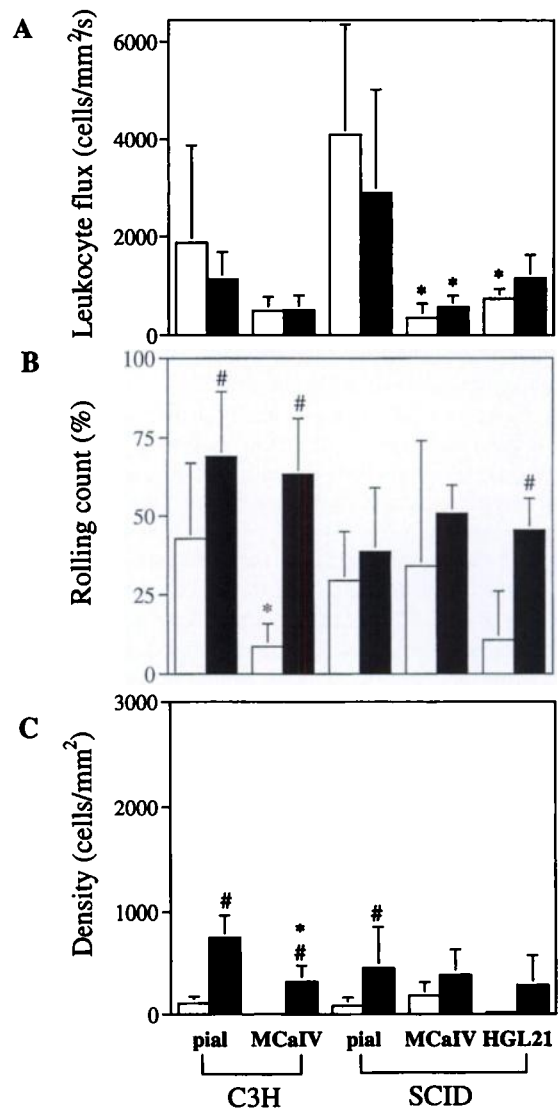 A
Leukocyte flux (cells/mm²/s)
6000
4000
2000
0
* * *
B
Rolling count (%)
100
75
50
25
0
# # * #
C
Density (cells/mm²)
3000
2000
1000
0
# * # #
pial MCaIV pial MCaIV HGL21
C3H SCID